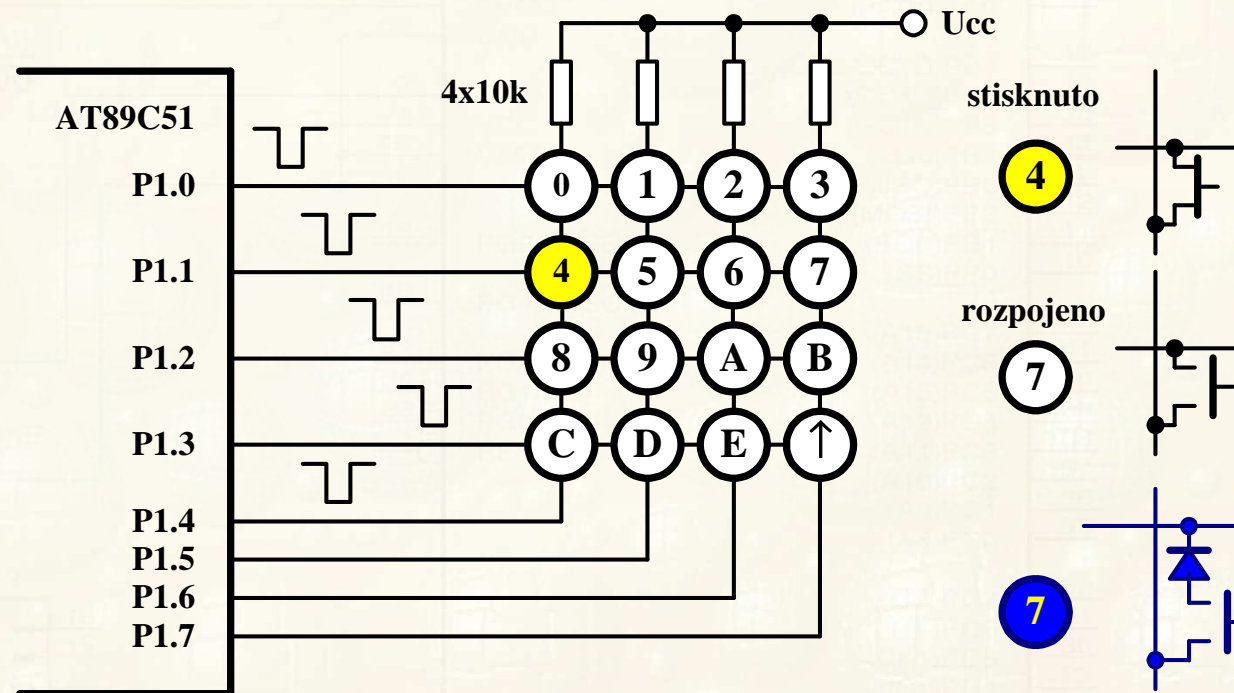 Ucc
4x10k
stisknuto
AT89C51
4
P1.0
0 1 2 3
P1.1
4 5 6 7
rozpojeno
P1.2
8 9 A B
7
P1.3
C D E ↑
P1.4
P1.5
P1.6
7
P1.7